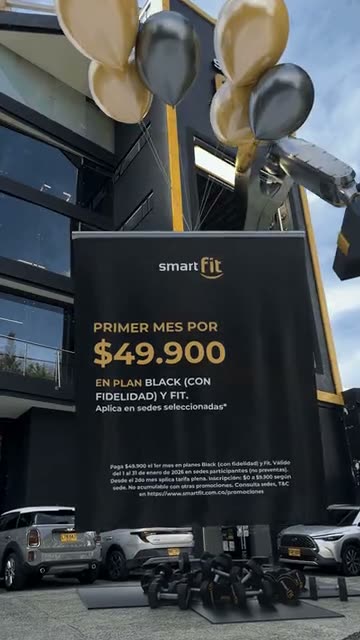 smart fit
PRIMER MES POR
$49.900
EN PLAN BLACK (CON
FIDELIDAD) Y FIT.
Aplica en sedes seleccionadas*
Paga $49.900 el 1er mes en planes Black (con fidelidad) y Fit. Válido
del 1 al 31 de enero de 2026 en sedes participantes (no preventas).
Desde el 2do mes aplica tarifa plena. Inscripción: $0 a $9.900 según
sede. No acumulable con otras promociones. Consulta sedes, T&C
en https://www.smartfit.com.co/promociones